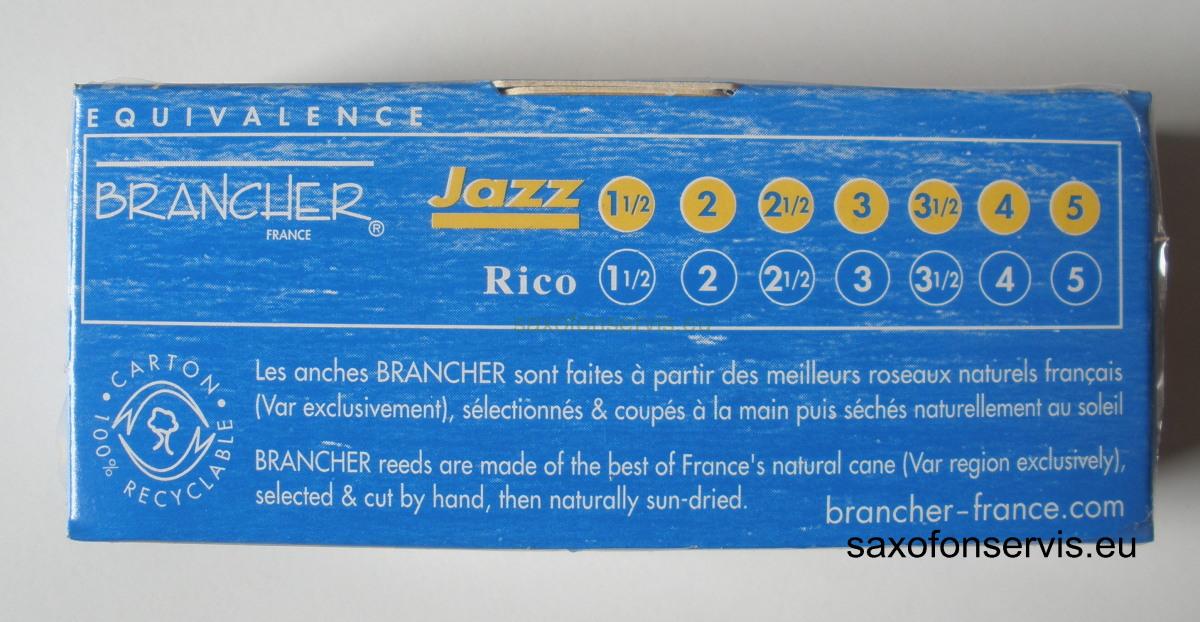 EQUIVALENCE
BRANCHER®
FRANCE
Jazz 1 1/2 2 2 1/2 3 3 1/2 4 5
Rico 1 1/2 2 2 1/2 3 3 1/2 4 5
saxofonservis.eu
100% • CARTON • RECYCLABLE
Les anches BRANCHER sont faites à partir des meilleurs roseaux naturels français
(Var exclusivement), sélectionnés & coupés à la main puis séchés naturellement au soleil
BRANCHER reeds are made of the best of France's natural cane (Var region exclusively),
selected & cut by hand, then naturally sun-dried.
brancher-france.com
saxofonservis.eu